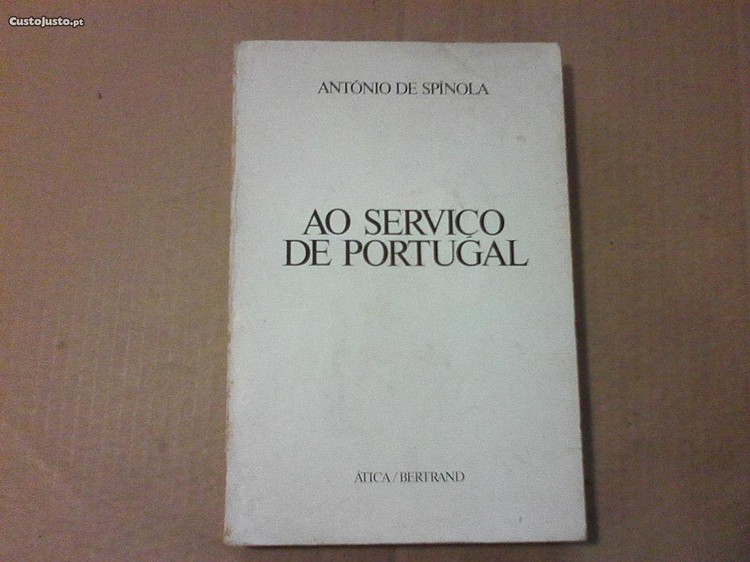 CustoJusto.pt
ANTÓNIO DE SPÍNOLA
AO SERVIÇO
DE PORTUGAL
ÁTICA / BERTRAND